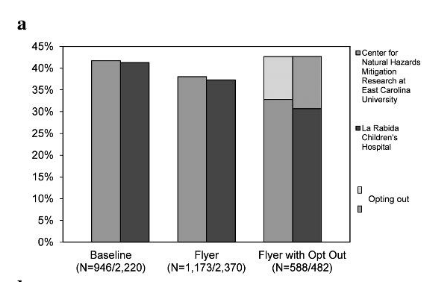 a
45%
40%
35%
30%
25%
20%
15%
10%
5%
0%
Baseline
(N=946/2,220)
Flyer
(N=1,173/2,370)
Flyer with Opt Out
(N=588/482)
Center for
Natural Hazards
Mitigation
Research at
East Carolina
University
La Rabida
Children's
Hospital
Opting out